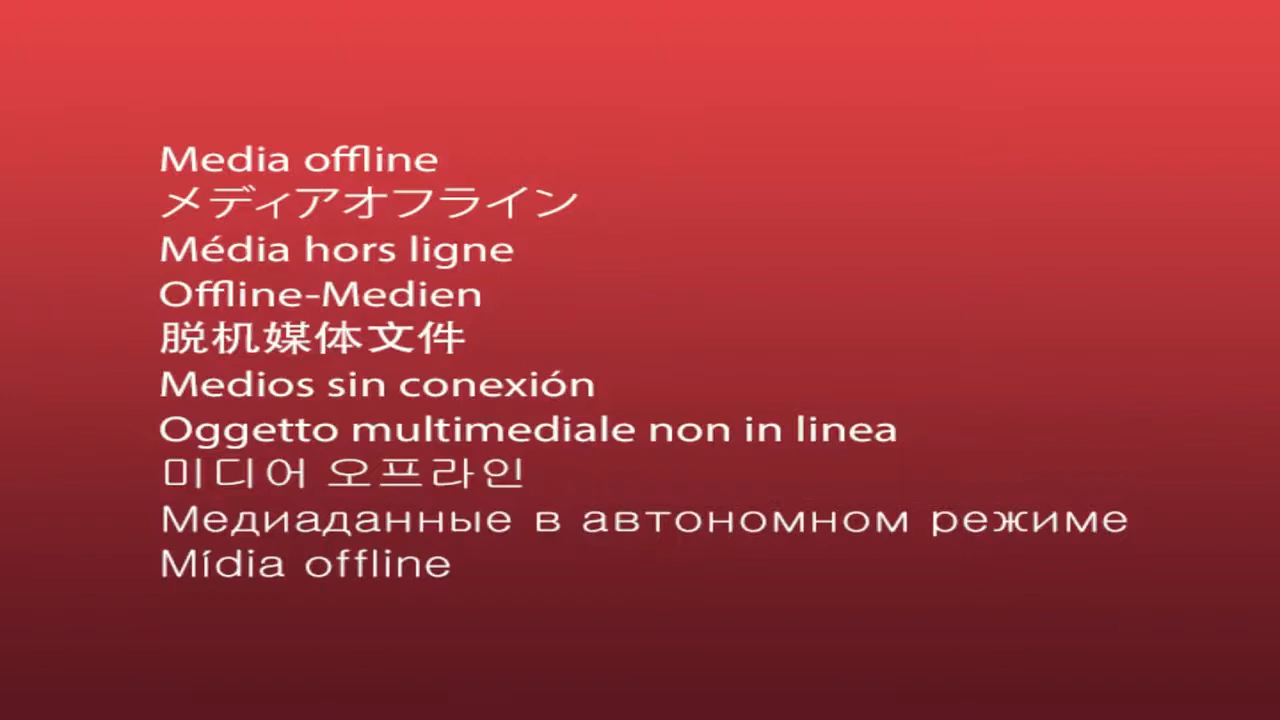 Media offline
メディアオフライン
Média hors ligne
Offline-Medien
脱机媒体文件
Medios sin conexión
Oggetto multimediale non in linea
미디어 오프라인
Медиаданные в автономном режиме
Mídia offline